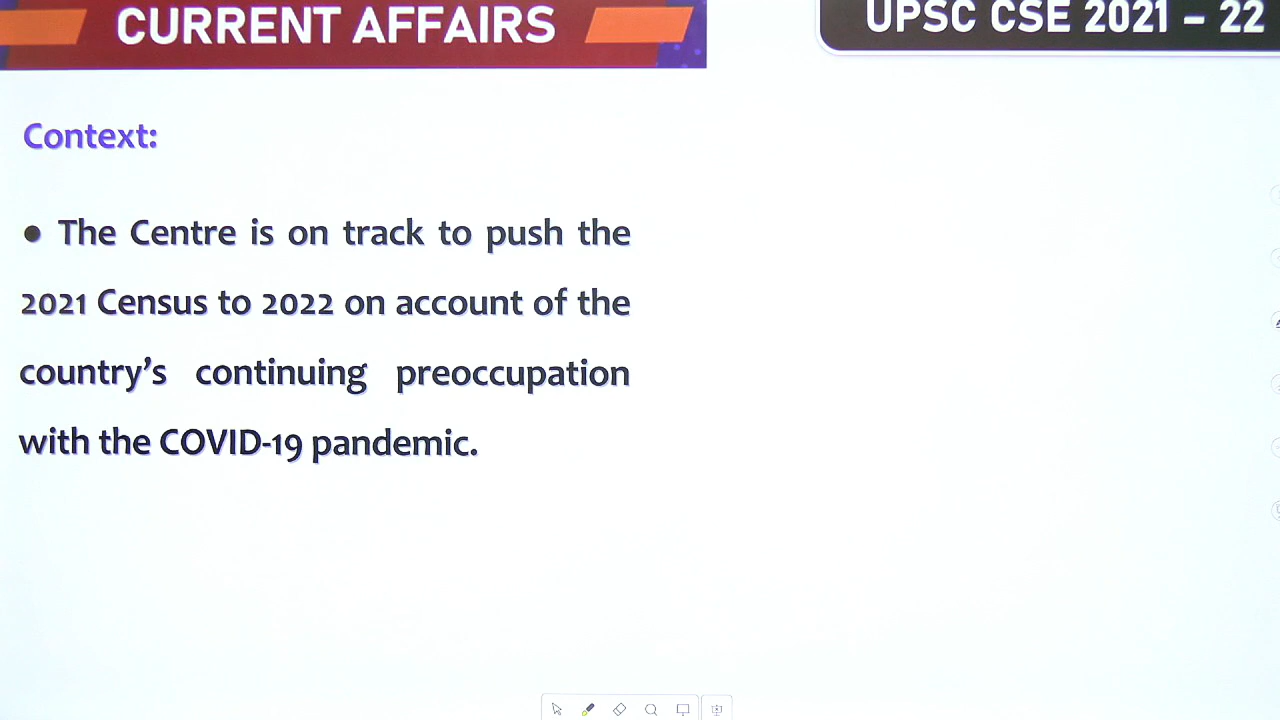 CURRENT AFFAIRS
UPSC CSE 2021 – 22
Context:
● The Centre is on track to push the
2021 Census to 2022 on account of the
country’s continuing preoccupation
with the COVID-19 pandemic.